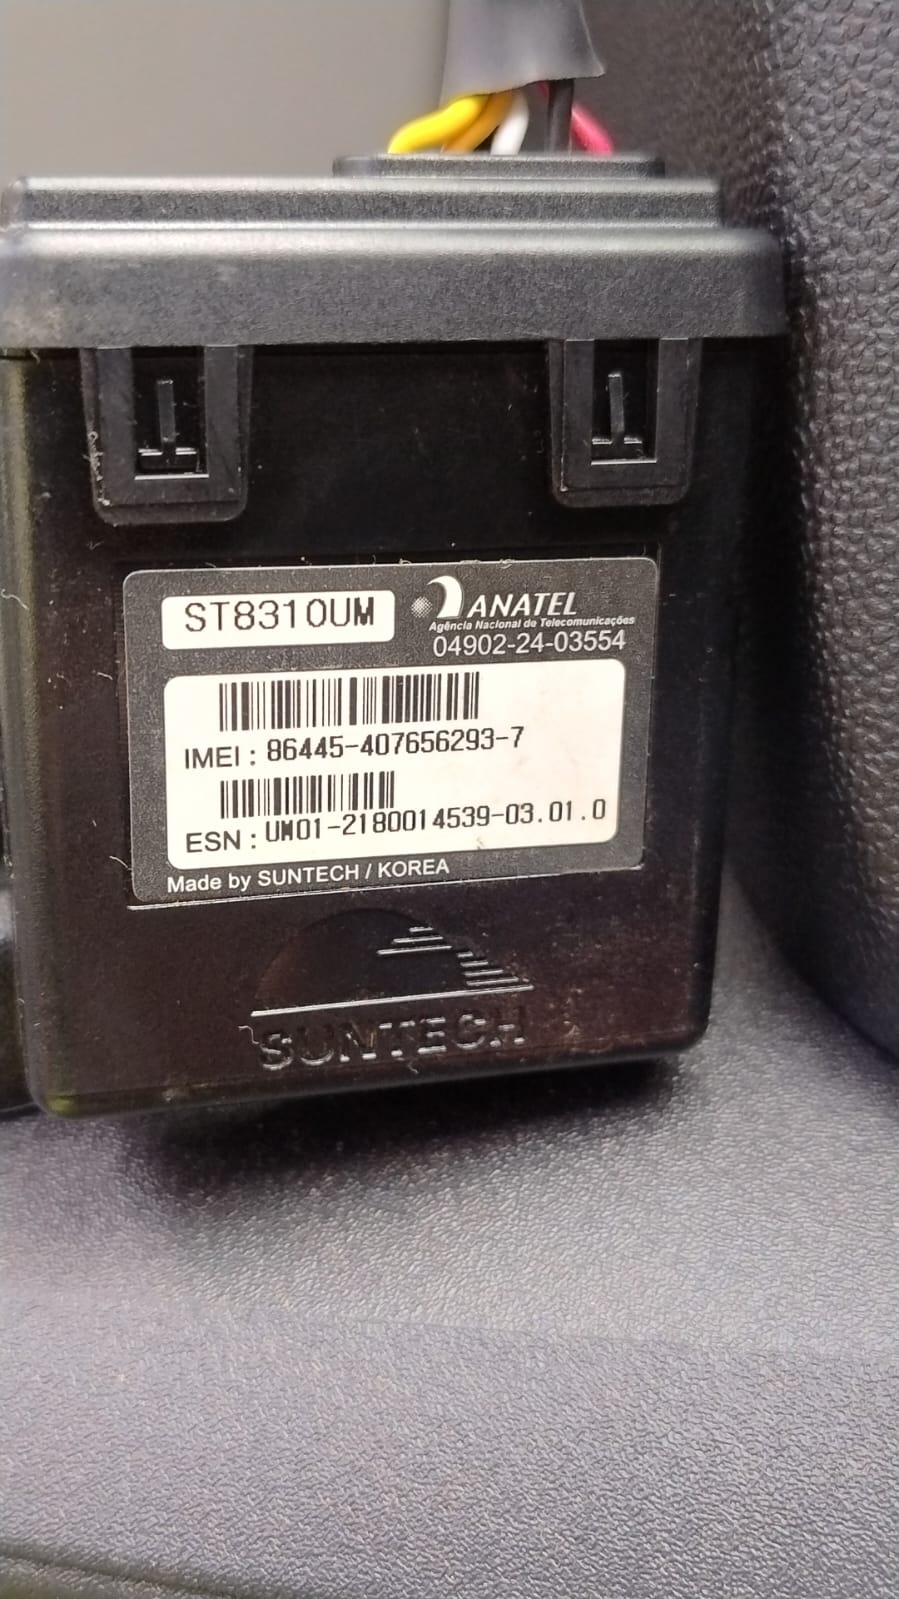 ST8310UM
ANATEL
Agência Nacional de Telecomunicações
04902-24-03554
IMEI : 86445-407656293-7
ESN : UM01-2180014539-03.01.0
Made by SUNTECH / KOREA
SUNTECH